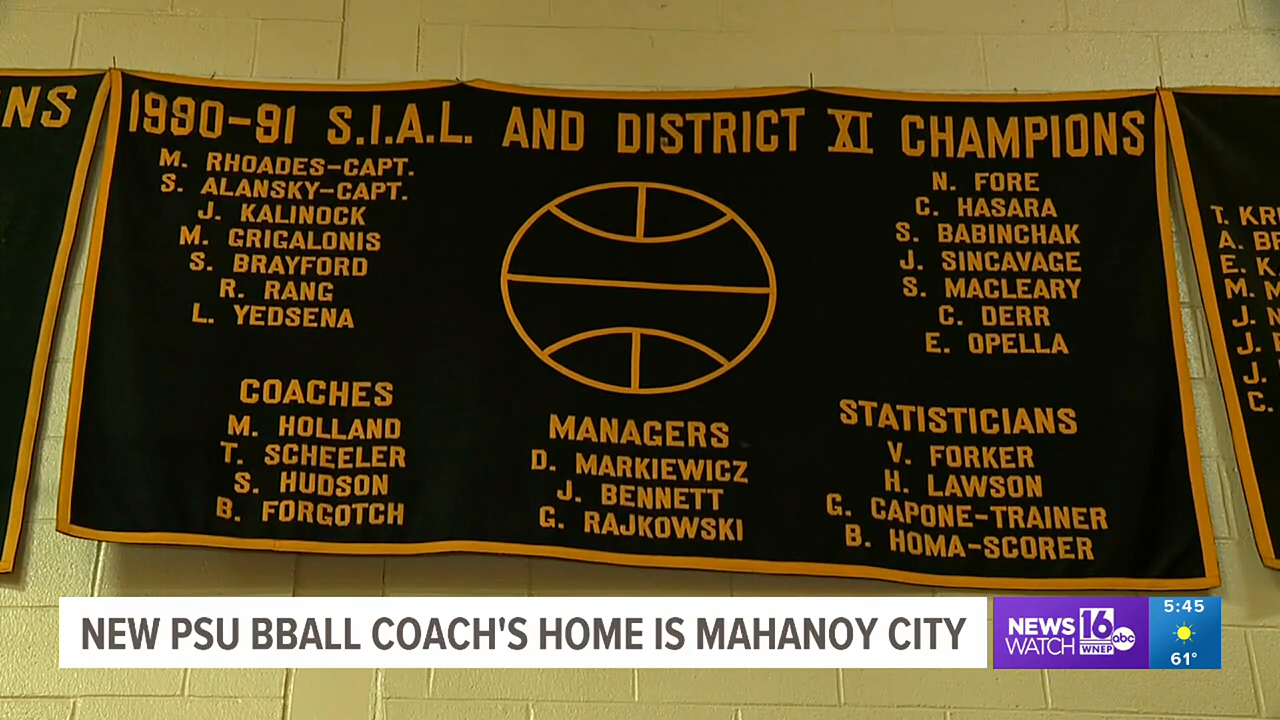 NS
1990-91 S.I.A.L. AND DISTRICT XI CHAMPIONS
M. RHOADES-CAPT.
S. ALANSKY-CAPT.
J. KALINOCK
M. GRIGALONIS
S. BRAYFORD
R. RANG
L. YEDSENA
N. FORE
C. HASARA
S. BABINCHAK
J. SINCAVAGE
S. MACLEARY
C. DERR
E. OPELLA
COACHES
M. HOLLAND
T. SCHEELER
S. HUDSON
B. FORGOTCH
MANAGERS
D. MARKIEWICZ
J. BENNETT
G. RAJKOWSKI
STATISTICIANS
V. FORKER
H. LAWSON
G. CAPONE-TRAINER
B. HOMA-SCORER
T. KR
A. BR
E. K
M. M
J. N
J.
J.
C.
NEW PSU BBALL COACH'S HOME IS MAHANOY CITY
NEWS WATCH 16 abc
WNEP
5:45
61°